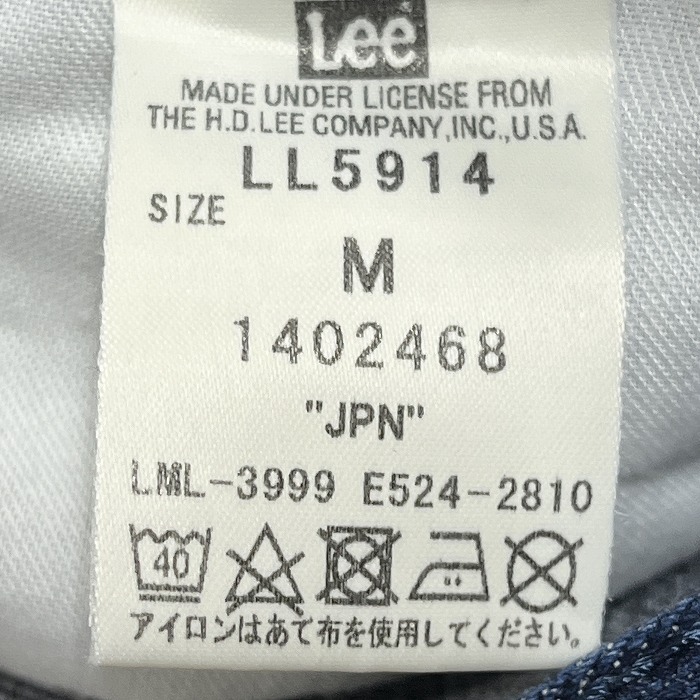 Lee
MADE UNDER LICENSE FROM
THE H.D.LEE COMPANY,INC.,U.S.A.
LL5914
SIZE
M
1402468
"JPN"
LML-3999 E524-2810
40
アイロンはあて布を使用してください。